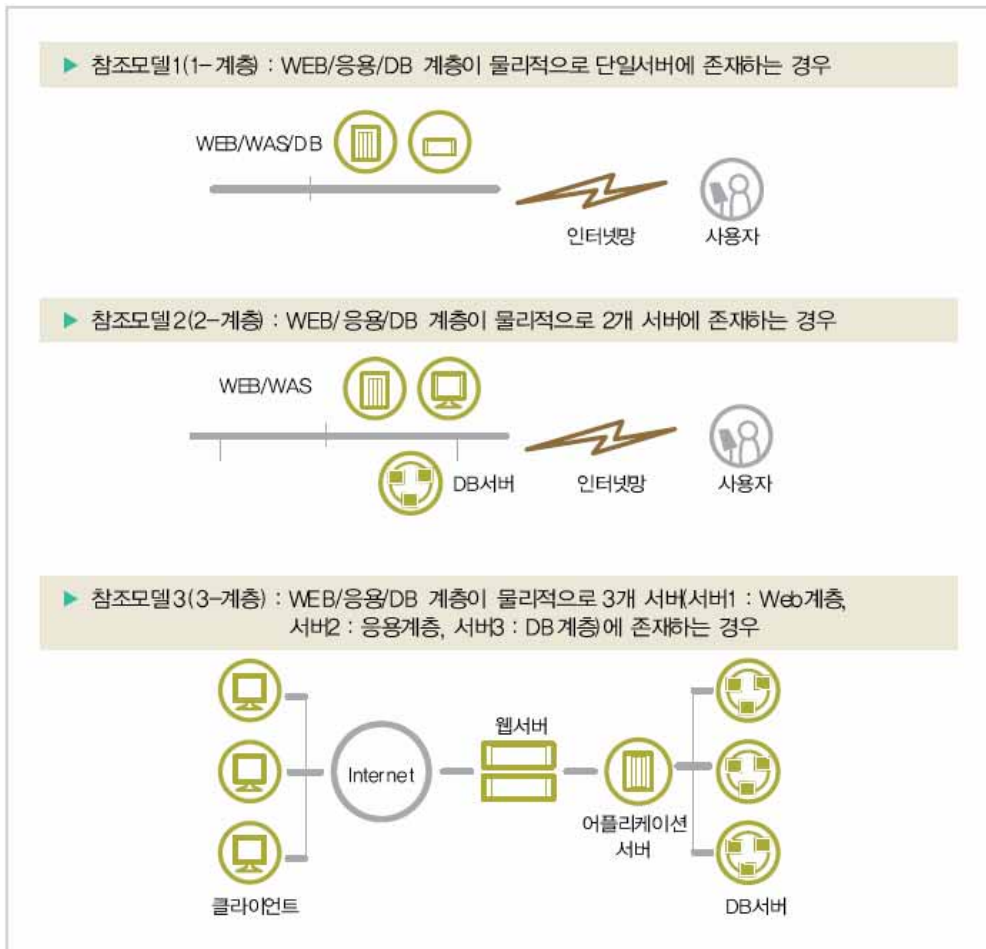 ▶ 참조모델1(1-계층) : WEB/응용/DB 계층이 물리적으로 단일서버에 존재하는 경우
WEB/WAS/DB
인터넷망
사용자
▶ 참조모델2(2-계층) : WEB/응용/DB 계층이 물리적으로 2개 서버에 존재하는 경우
WEB/WAS
DB서버
인터넷망
사용자
▶ 참조모델3(3-계층) : WEB/응용/DB 계층이 물리적으로 3개 서버(서버1 : Web계층,
서버2 : 응용계층, 서버3 : DB계층)에 존재하는 경우
웹서버
Internet
어플리케이션
서버
클라이언트
DB서버